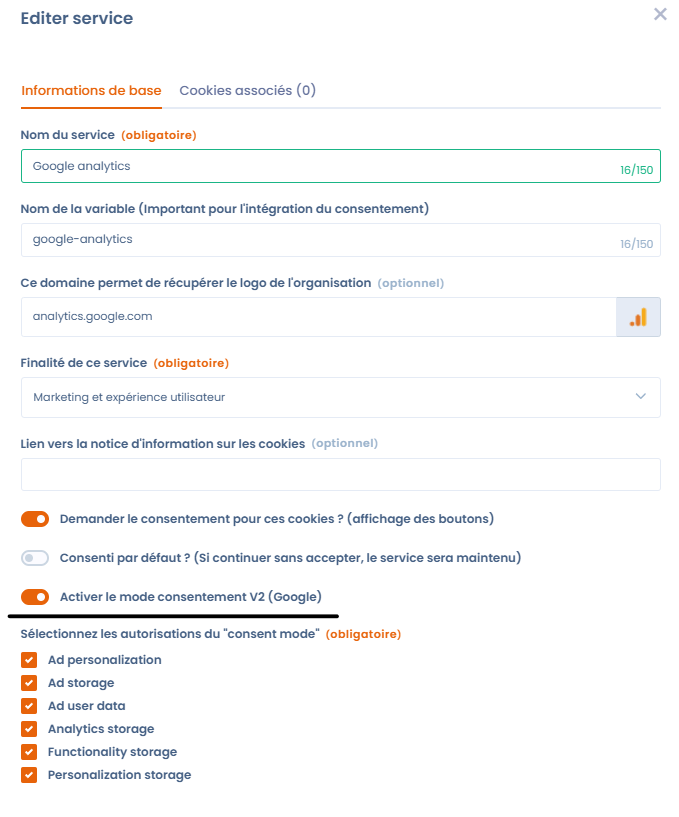 Editer service
Informations de base Cookies associés (0)
Nom du service (obligatoire)
Google analytics 16/150
Nom de la variable (Important pour l'intégration du consentement)
google-analytics 16/150
Ce domaine permet de récupérer le logo de l'organisation (optionnel)
analytics.google.com
Finalité de ce service (obligatoire)
Marketing et expérience utilisateur
Lien vers la notice d'information sur les cookies (optionnel)
Demander le consentement pour ces cookies ? (affichage des boutons)
Consenti par défaut ? (Si continuer sans accepter, le service sera maintenu)
Activer le mode consentement V2 (Google)
Sélectionnez les autorisations du "consent mode" (obligatoire)
Ad personalization
Ad storage
Ad user data
Analytics storage
Functionality storage
Personalization storage